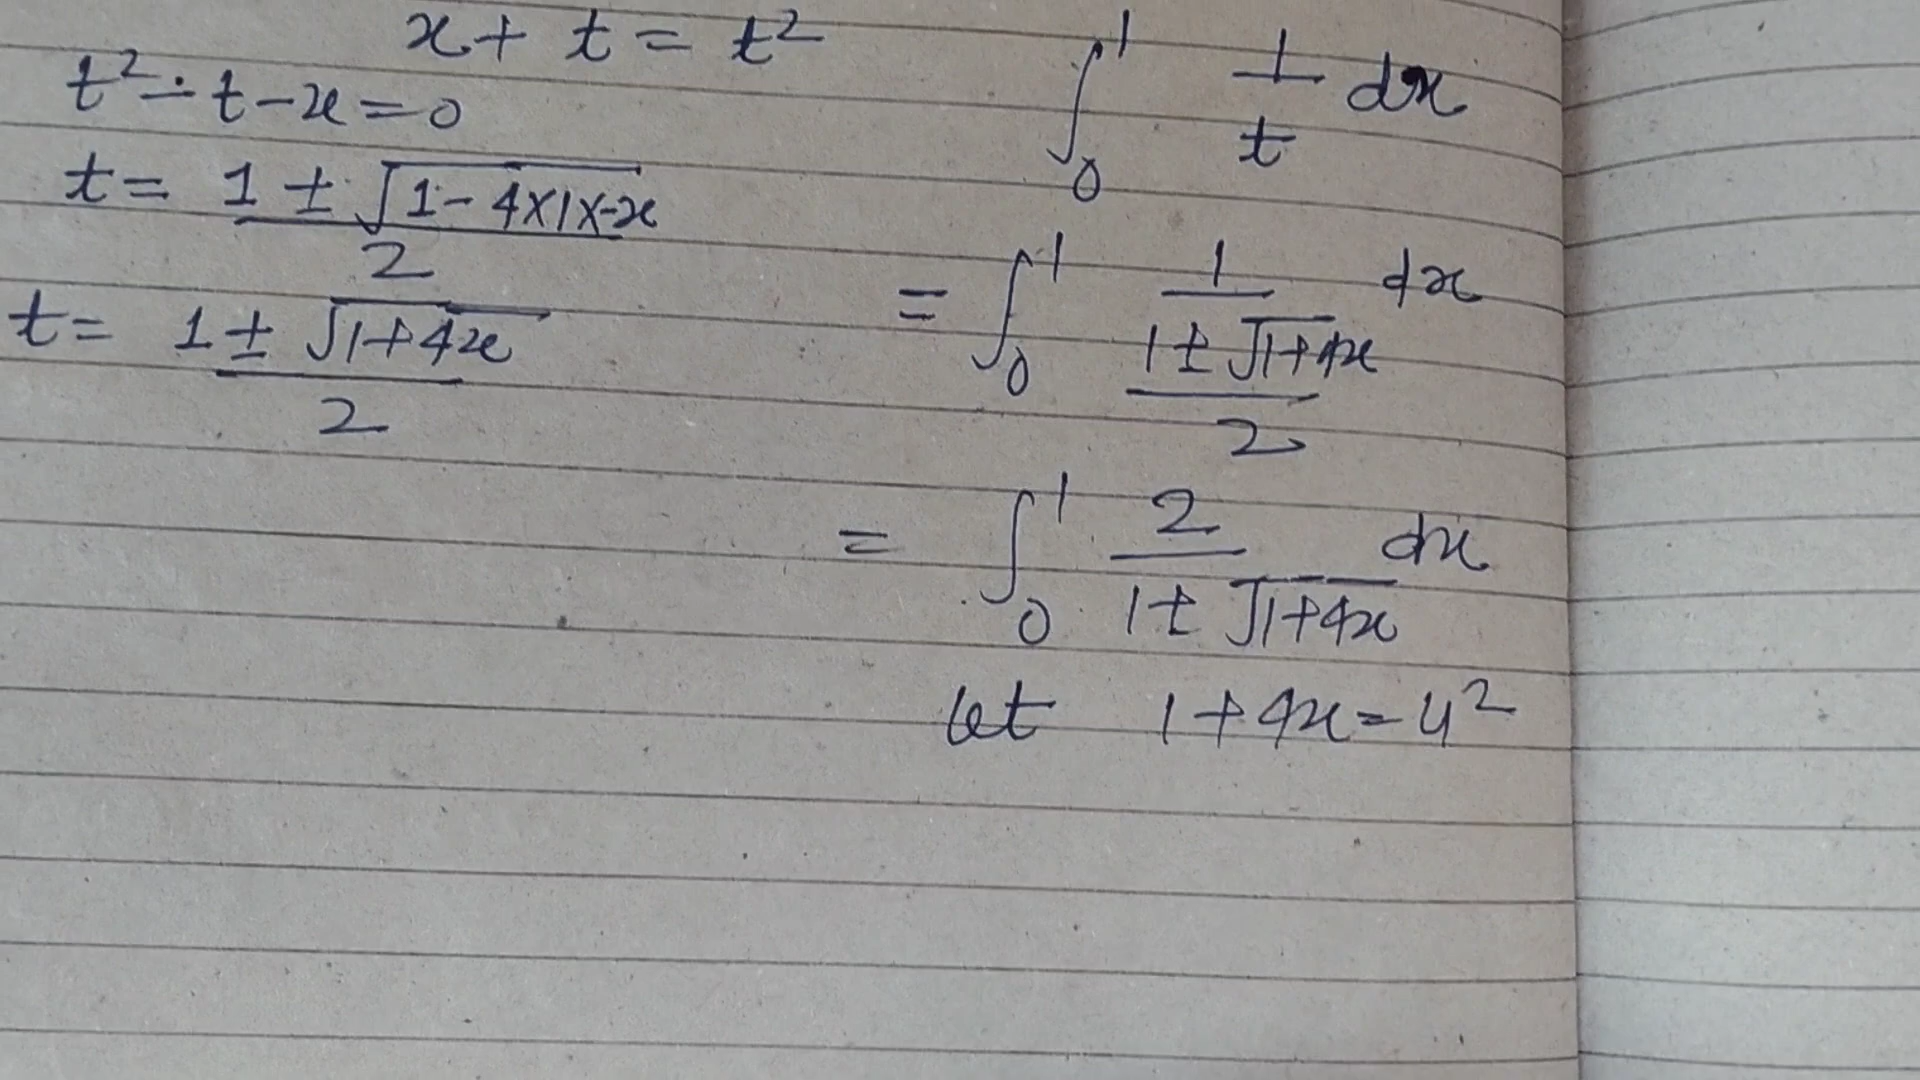 x + t = t²
t² - t - x = 0
t = 1 ± √1 - 4×1×-x / 2
t = 1 ± √1+4x / 2
∫₀¹ 1/t dx
= ∫₀¹ 1 / (1 ± √1+4x / 2) dx
= ∫₀¹ 2 / 1 ± √1+4x dx
let 1 + 4x = u²